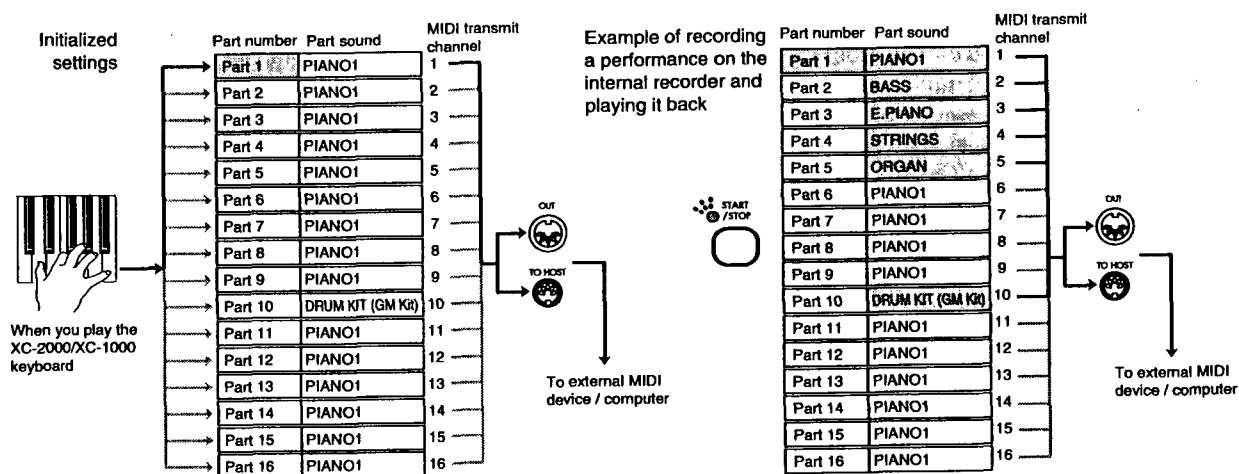 Initialized
settings
Part number Part sound MIDI transmit channel
Part 1 PIANO1 1
Part 2 PIANO1 2
Part 3 PIANO1 3
Part 4 PIANO1 4
Part 5 PIANO1 5
Part 6 PIANO1 6
Part 7 PIANO1 7
Part 8 PIANO1 8
Part 9 PIANO1 9
Part 10 DRUM KIT (GM Kit) 10
Part 11 PIANO1 11
Part 12 PIANO1 12
Part 13 PIANO1 13
Part 14 PIANO1 14
Part 15 PIANO1 15
Part 16 PIANO1 16
When you play the
XC-2000/XC-1000
keyboard
OUT
TO HOST
To external MIDI
device / computer
Example of recording
a performance on the
internal recorder and
playing it back
START
/STOP
Part number Part sound MIDI transmit channel
Part 1 PIANO1 1
Part 2 BASS 2
Part 3 E.PIANO 3
Part 4 STRINGS 4
Part 5 ORGAN 5
Part 6 PIANO1 6
Part 7 PIANO1 7
Part 8 PIANO1 8
Part 9 PIANO1 9
Part 10 DRUM KIT (GM Kit) 10
Part 11 PIANO1 11
Part 12 PIANO1 12
Part 13 PIANO1 13
Part 14 PIANO1 14
Part 15 PIANO1 15
Part 16 PIANO1 16
OUT
TO HOST
To external MIDI
device / computer